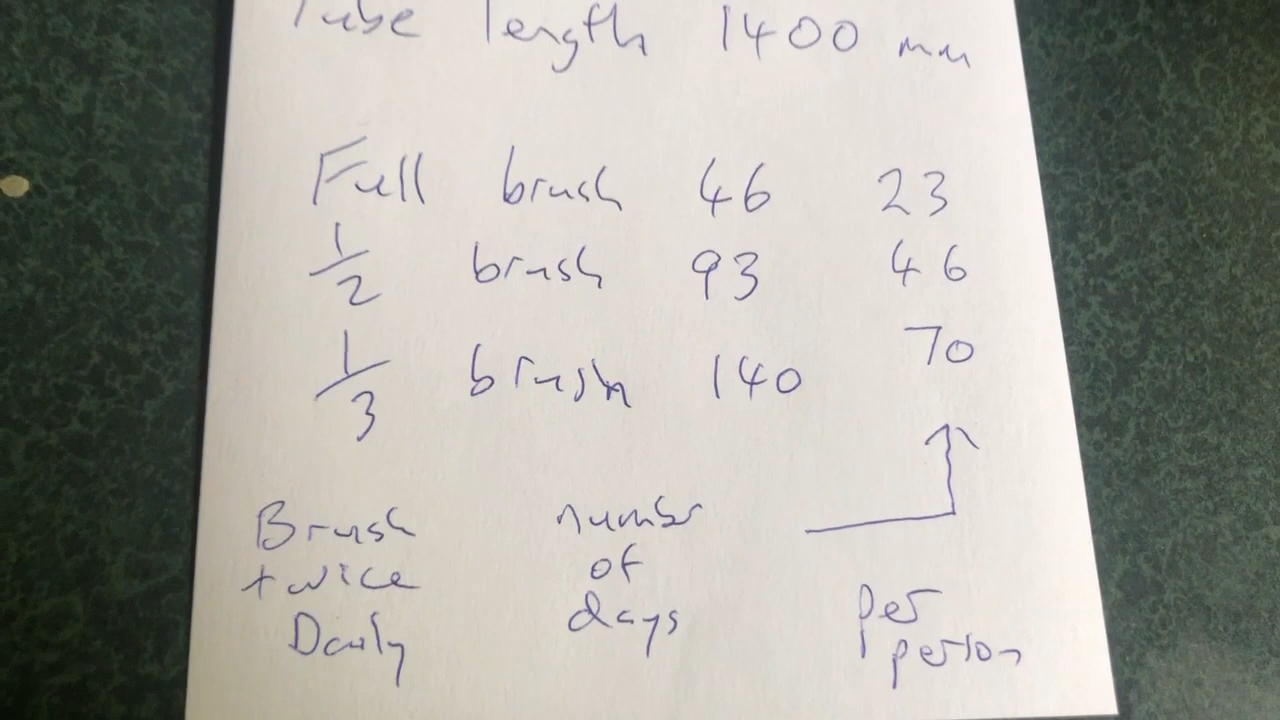 Tube length 1400 mm
Full brush 46 23
1/2 brush 93 46
1/3 brush 140 70
Brush twice Daily
number of days
per person